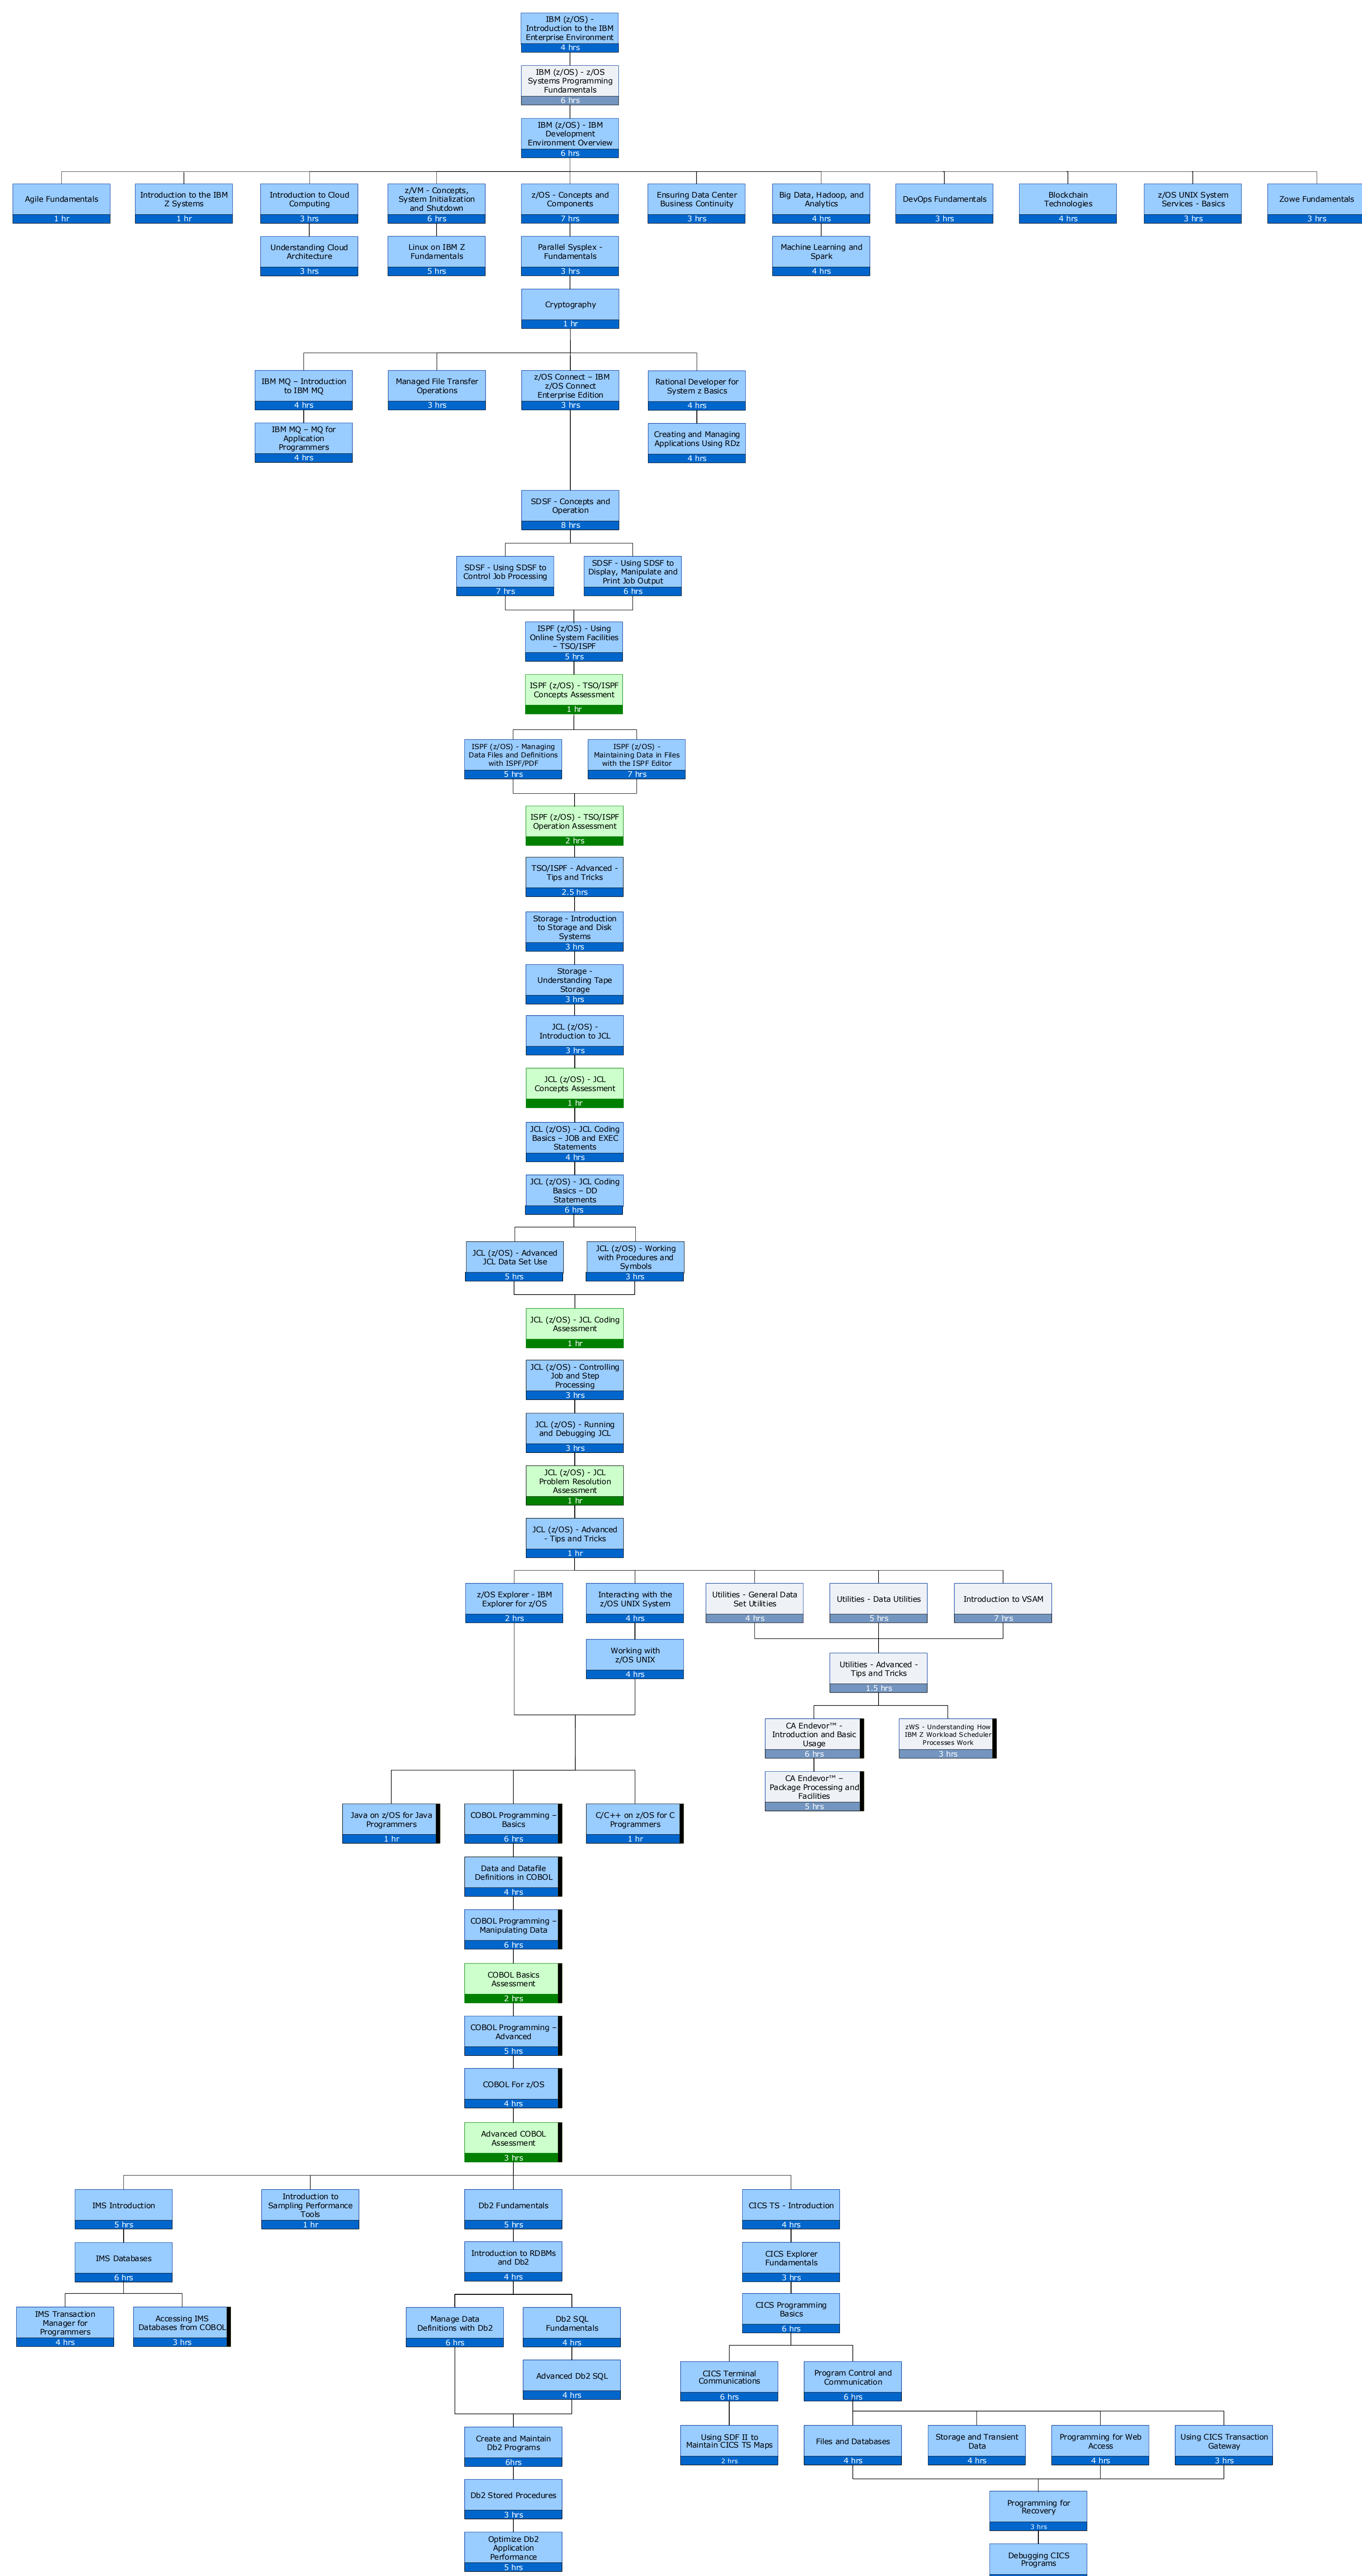 IBM (z/OS) -
Introduction to the IBM
Enterprise Environment
4 hrs
IBM (z/OS) - z/OS
Systems Programming
Fundamentals
6 hrs
IBM (z/OS) - IBM
Development
Environment Overview
6 hrs
Agile Fundamentals
1 hr
Introduction to the IBM
Z Systems
1 hr
Introduction to Cloud
Computing
3 hrs
z/VM - Concepts,
System Initialization
and Shutdown
6 hrs
z/OS - Concepts and
Components
7 hrs
Ensuring Data Center
Business Continuity
3 hrs
Big Data, Hadoop, and
Analytics
4 hrs
DevOps Fundamentals
3 hrs
Blockchain
Technologies
4 hrs
z/OS UNIX System
Services - Basics
3 hrs
Zowe Fundamentals
3 hrs
Understanding Cloud
Architecture
3 hrs
Linux on IBM Z
Fundamentals
5 hrs
Parallel Sysplex -
Fundamentals
3 hrs
Machine Learning and
Spark
4 hrs
Cryptography
1 hr
IBM MQ – Introduction
to IBM MQ
4 hrs
Managed File Transfer
Operations
3 hrs
z/OS Connect – IBM
z/OS Connect
Enterprise Edition
3 hrs
Rational Developer for
System z Basics
4 hrs
IBM MQ – MQ for
Application
Programmers
4 hrs
Creating and Managing
Applications Using RDz
4 hrs
SDSF - Concepts and
Operation
8 hrs
SDSF - Using SDSF to
Control Job Processing
7 hrs
SDSF - Using SDSF to
Display, Manipulate and
Print Job Output
6 hrs
ISPF (z/OS) - Using
Online System Facilities
– TSO/ISPF
5 hrs
ISPF (z/OS) - TSO/ISPF
Concepts Assessment
1 hr
ISPF (z/OS) - Managing
Data Files and Definitions
with ISPF/PDF
5 hrs
ISPF (z/OS) -
Maintaining Data in Files
with the ISPF Editor
7 hrs
ISPF (z/OS) - TSO/ISPF
Operation Assessment
2 hrs
TSO/ISPF - Advanced -
Tips and Tricks
2.5 hrs
Storage - Introduction
to Storage and Disk
Systems
3 hrs
Storage -
Understanding Tape
Storage
3 hrs
JCL (z/OS) -
Introduction to JCL
3 hrs
JCL (z/OS) - JCL
Concepts Assessment
1 hr
JCL (z/OS) - JCL Coding
Basics – JOB and EXEC
Statements
4 hrs
JCL (z/OS) - JCL Coding
Basics – DD
Statements
6 hrs
JCL (z/OS) - Advanced
JCL Data Set Use
5 hrs
JCL (z/OS) - Working
with Procedures and
Symbols
3 hrs
JCL (z/OS) - JCL Coding
Assessment
1 hr
JCL (z/OS) - Controlling
Job and Step
Processing
3 hrs
JCL (z/OS) - Running
and Debugging JCL
3 hrs
JCL (z/OS) - JCL
Problem Resolution
Assessment
1 hr
JCL (z/OS) - Advanced
- Tips and Tricks
1 hr
z/OS Explorer - IBM
Explorer for z/OS
2 hrs
Interacting with the
z/OS UNIX System
4 hrs
Utilities - General Data
Set Utilities
4 hrs
Utilities - Data Utilities
5 hrs
Introduction to VSAM
7 hrs
Working with
z/OS UNIX
4 hrs
Utilities - Advanced -
Tips and Tricks
1.5 hrs
CA Endevor™ -
Introduction and Basic
Usage
6 hrs
zWS - Understanding How
IBM Z Workload Scheduler
Processes Work
3 hrs
CA Endevor™ –
Package Processing and
Facilities
5 hrs
Java on z/OS for Java
Programmers
1 hr
COBOL Programming –
Basics
6 hrs
C/C++ on z/OS for C
Programmers
1 hr
Data and Datafile
Definitions in COBOL
4 hrs
COBOL Programming –
Manipulating Data
6 hrs
COBOL Basics
Assessment
2 hrs
COBOL Programming –
Advanced
5 hrs
COBOL For z/OS
4 hrs
Advanced COBOL
Assessment
3 hrs
IMS Introduction
5 hrs
Introduction to
Sampling Performance
Tools
1 hr
Db2 Fundamentals
5 hrs
CICS TS - Introduction
4 hrs
IMS Databases
6 hrs
Introduction to RDBMs
and Db2
4 hrs
CICS Explorer
Fundamentals
3 hrs
IMS Transaction
Manager for
Programmers
4 hrs
Accessing IMS
Databases from COBOL
3 hrs
Manage Data
Definitions with Db2
6 hrs
Db2 SQL
Fundamentals
4 hrs
CICS Programming
Basics
6 hrs
Advanced Db2 SQL
4 hrs
CICS Terminal
Communications
6 hrs
Program Control and
Communication
6 hrs
Create and Maintain
Db2 Programs
6hrs
Using SDF II to
Maintain CICS TS Maps
2 hrs
Files and Databases
4 hrs
Storage and Transient
Data
4 hrs
Programming for Web
Access
4 hrs
Using CICS Transaction
Gateway
3 hrs
Db2 Stored Procedures
3 hrs
Programming for
Recovery
3 hrs
Optimize Db2
Application
Performance
5 hrs
Debugging CICS
Programs